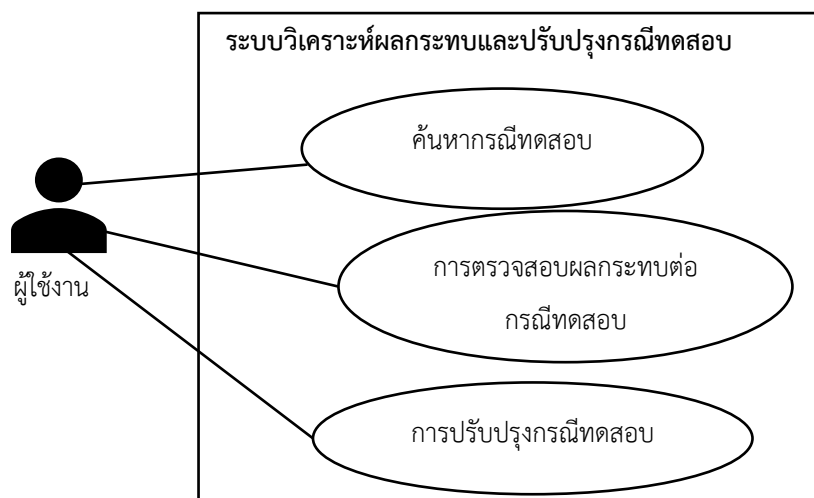 ระบบวิเคราะห์ผลกระทบและปรับปรุงกรณีทดสอบ
ค้นหากรณีทดสอบ
การตรวจสอบผลกระทบต่อ
กรณีทดสอบ
ผู้ใช้งาน
การปรับปรุงกรณีทดสอบ